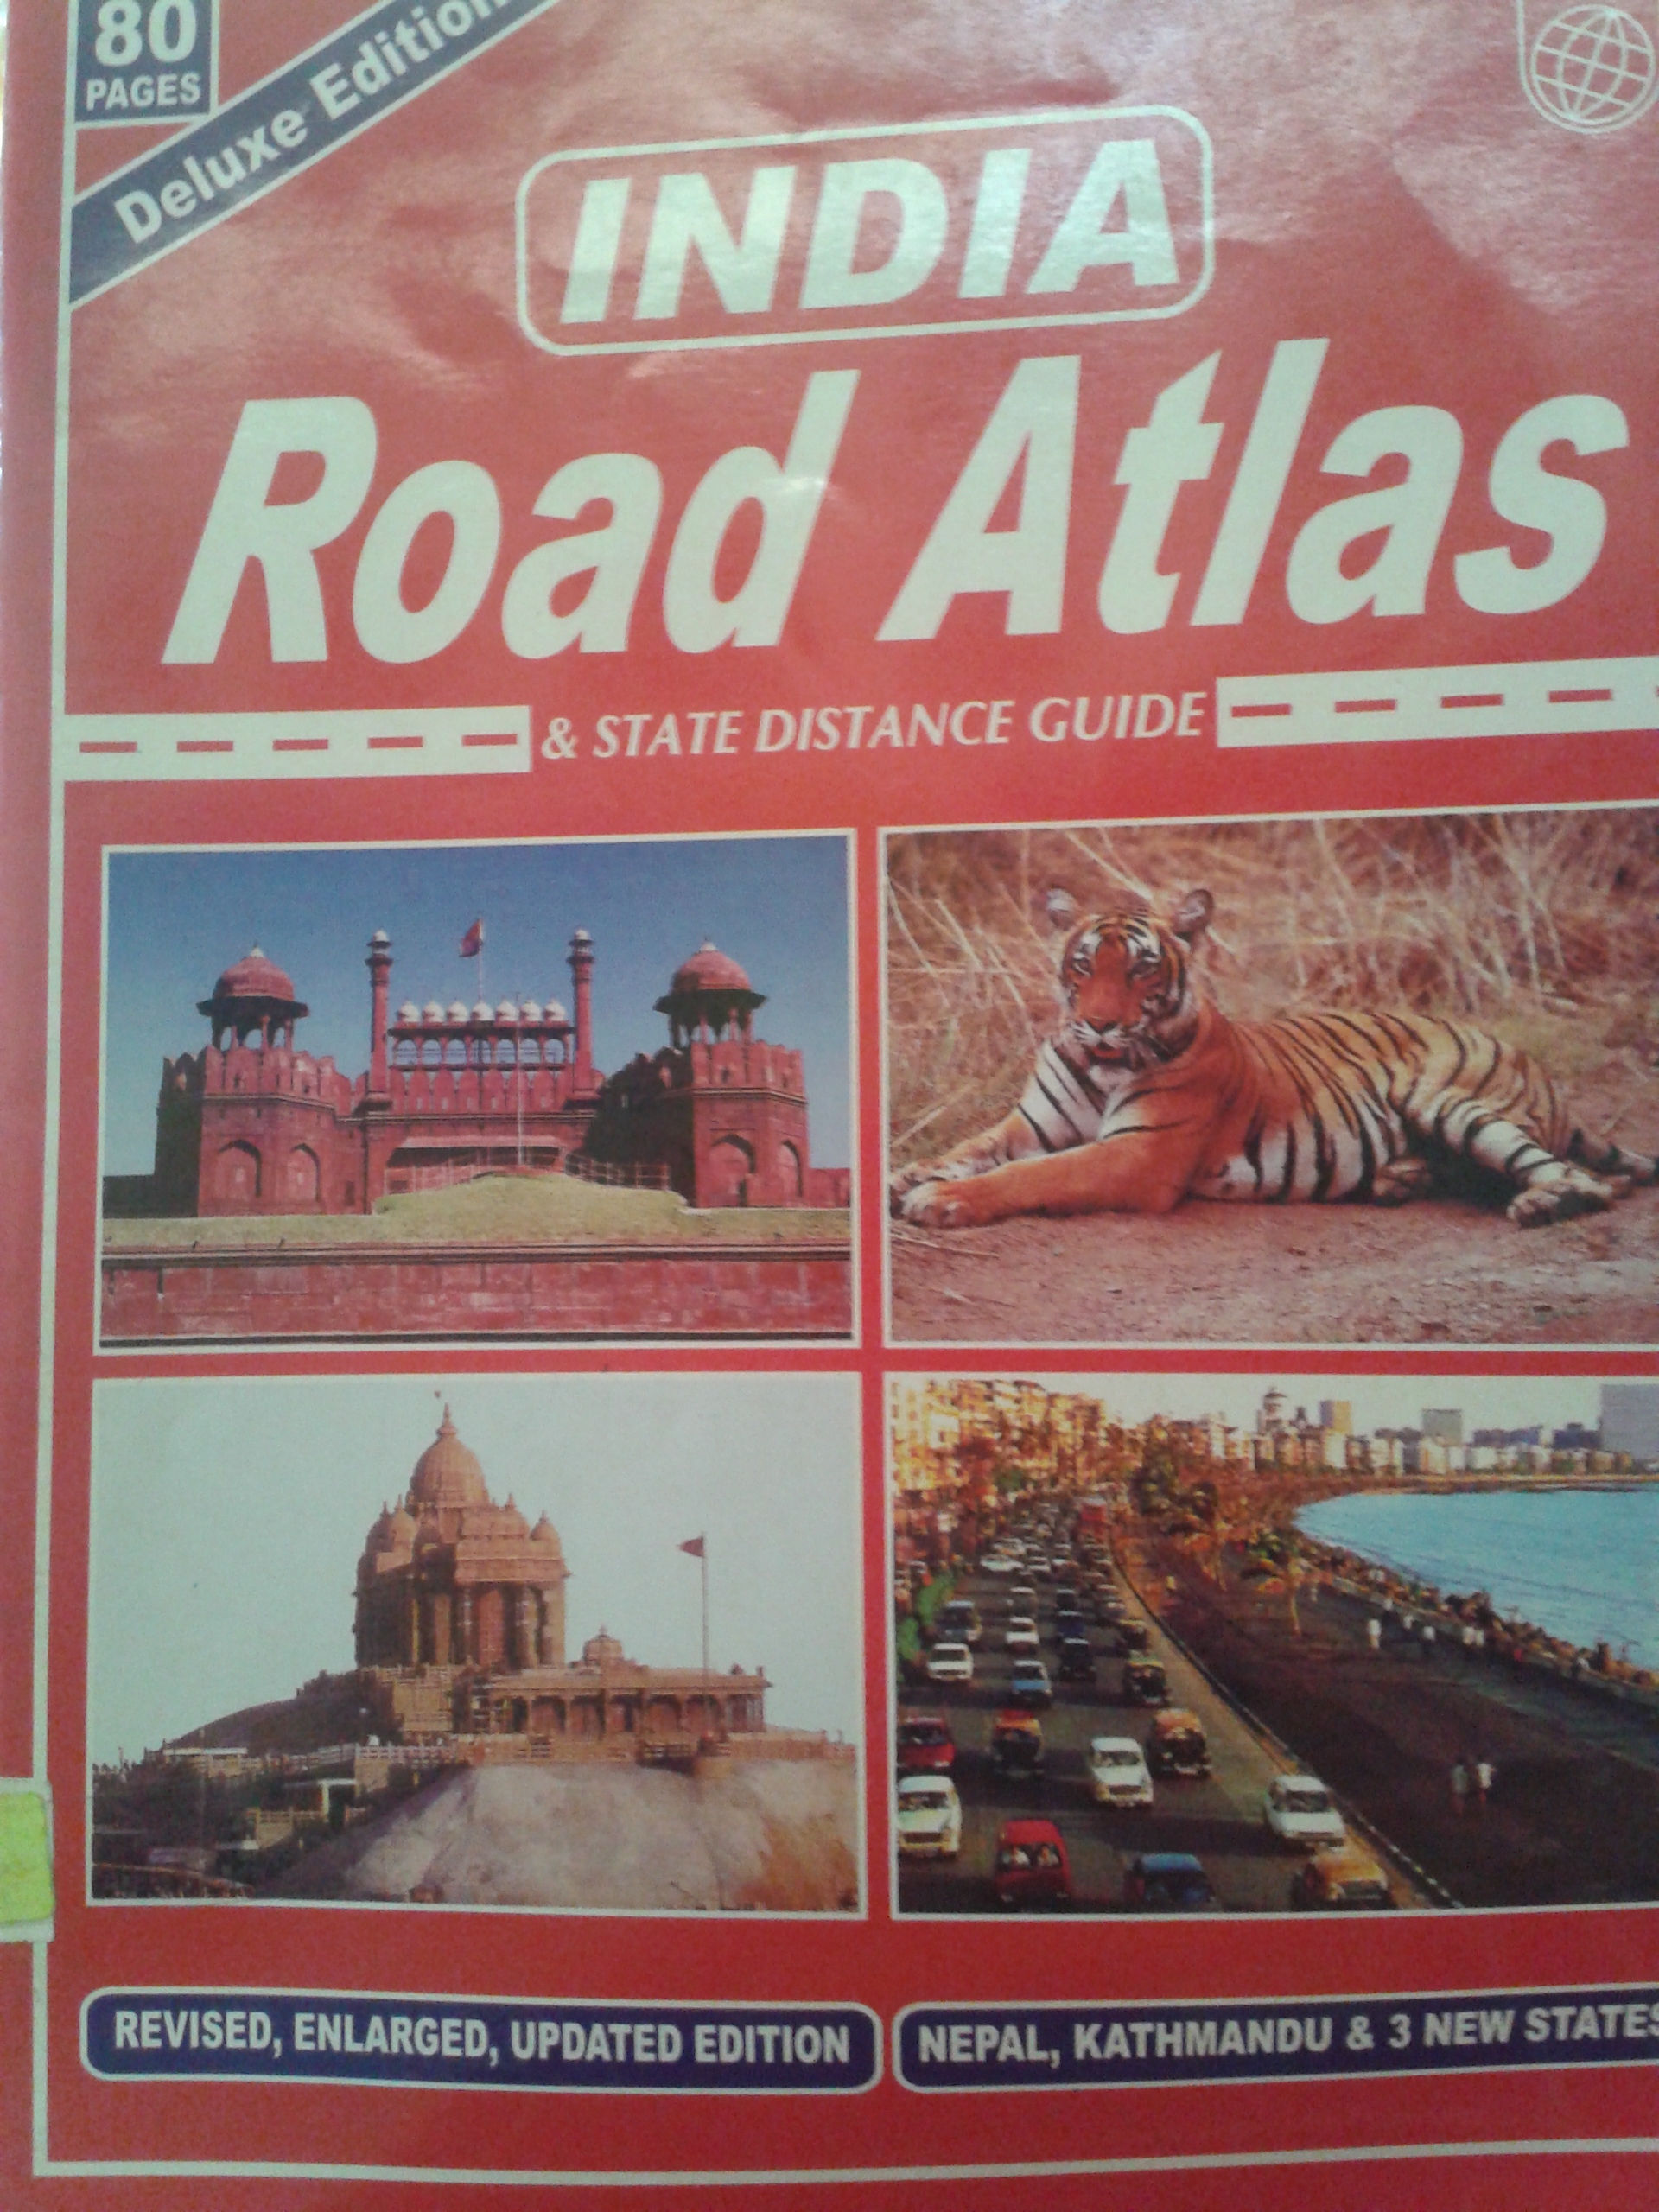 80
PAGES
Deluxe Edition
INDIA
Road Atlas
& STATE DISTANCE GUIDE
REVISED, ENLARGED, UPDATED EDITION
NEPAL, KATHMANDU & 3 NEW STATES